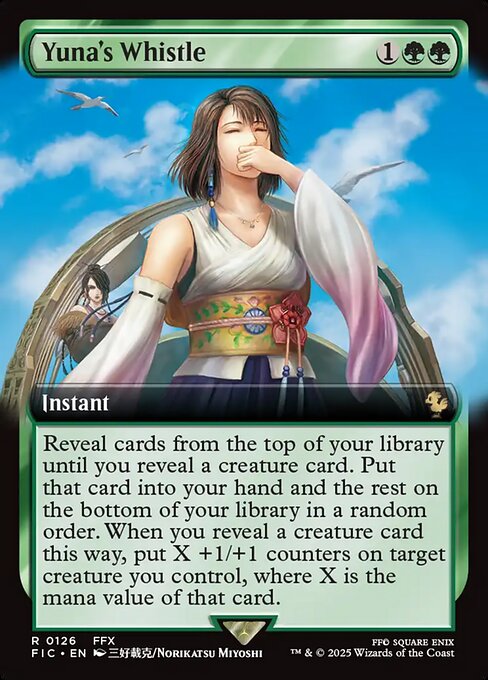 Yuna's Whistle 1
Instant
Reveal cards from the top of your library
until you reveal a creature card. Put
that card into your hand and the rest on
the bottom of your library in a random
order. When you reveal a creature card
this way, put X +1/+1 counters on target
creature you control, where X is the
mana value of that card.
R 0126 FFX
FIC • EN 三好載克/Norikatsu Miyoshi
FF© SQUARE ENIX
™ & © 2025 Wizards of the Coast